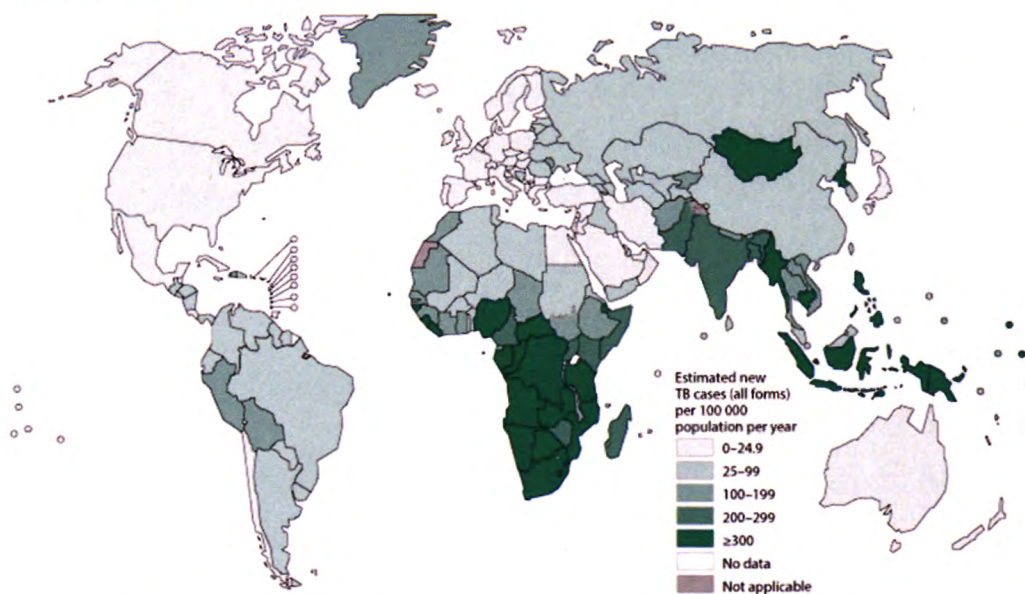 Estimated new
TB cases (all forms)
per 100 000
population per year
0–24.9
25–99
100–199
200–299
≥300
No data
Not applicable